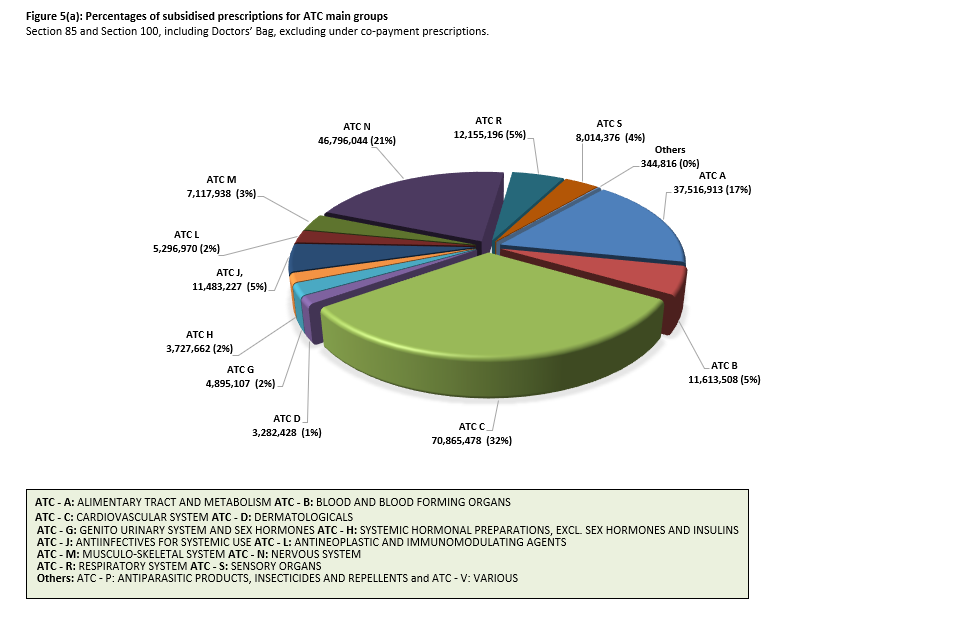 Figure 5(a): Percentages of subsidised prescriptions for ATC main groups
Section 85 and Section 100, including Doctors' Bag, excluding under co-payment prescriptions.
ATC N
46,796,044 (21%)
ATC R
12,155,196 (5%)
ATC S
8,014,376 (4%)
Others
344,816 (0%)
ATC A
37,516,913 (17%)
ATC M
7,117,938 (3%)
ATC L
5,296,970 (2%)
ATC J,
11,483,227 (5%)
ATC H
3,727,662 (2%)
ATC G
4,895,107 (2%)
ATC D
3,282,428 (1%)
ATC C
70,865,478 (32%)
ATC B
11,613,508 (5%)
ATC - A: ALIMENTARY TRACT AND METABOLISM ATC - B: BLOOD AND BLOOD FORMING ORGANS
ATC - C: CARDIOVASCULAR SYSTEM ATC - D: DERMATOLOGICALS
ATC - G: GENITO URINARY SYSTEM AND SEX HORMONES ATC - H: SYSTEMIC HORMONAL PREPARATIONS, EXCL. SEX HORMONES AND INSULINS
ATC - J: ANTIINFECTIVES FOR SYSTEMIC USE ATC - L: ANTINEOPLASTIC AND IMMUNOMODULATING AGENTS
ATC - M: MUSCULO-SKELETAL SYSTEM ATC - N: NERVOUS SYSTEM
ATC - R: RESPIRATORY SYSTEM ATC - S: SENSORY ORGANS
Others: ATC - P: ANTIPARASITIC PRODUCTS, INSECTICIDES AND REPELLENTS and ATC - V: VARIOUS